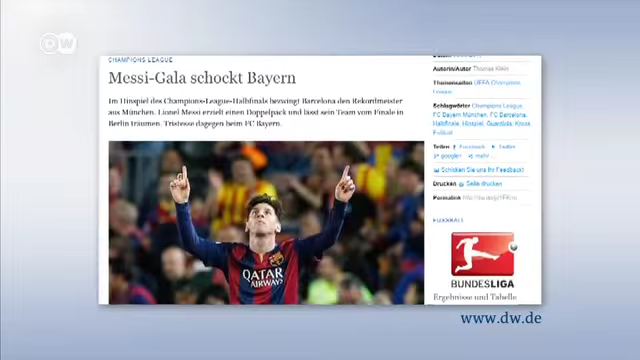 DW
CHAMPIONS LEAGUE
Messi-Gala schockt Bayern
Im Hinspiel des Champions-League-Halbfinals bezwingt Barcelona den Rekordmeister
aus München. Lionel Messi erzielt einen Doppelpack und lässt sein Team vom Finale in
Berlin träumen. Tristesse dagegen beim FC Bayern.
QATAR
AIRWAYS
Autorin/Autor Thomas Klein
Themenseiten UEFA Champions
League
Schlagwörter Champions League,
FC Bayern München, FC Barcelona,
Halbfinale, Hinspiel, Guardiola,
Fußball
Teilen Facebook Twitter
google+ mehr ...
Schicken Sie uns Ihr Feedback!
Drucken Seite drucken
Permalink
FUSSBALL
BUNDESLIGA
Ergebnisse und Tabelle
www.dw.de